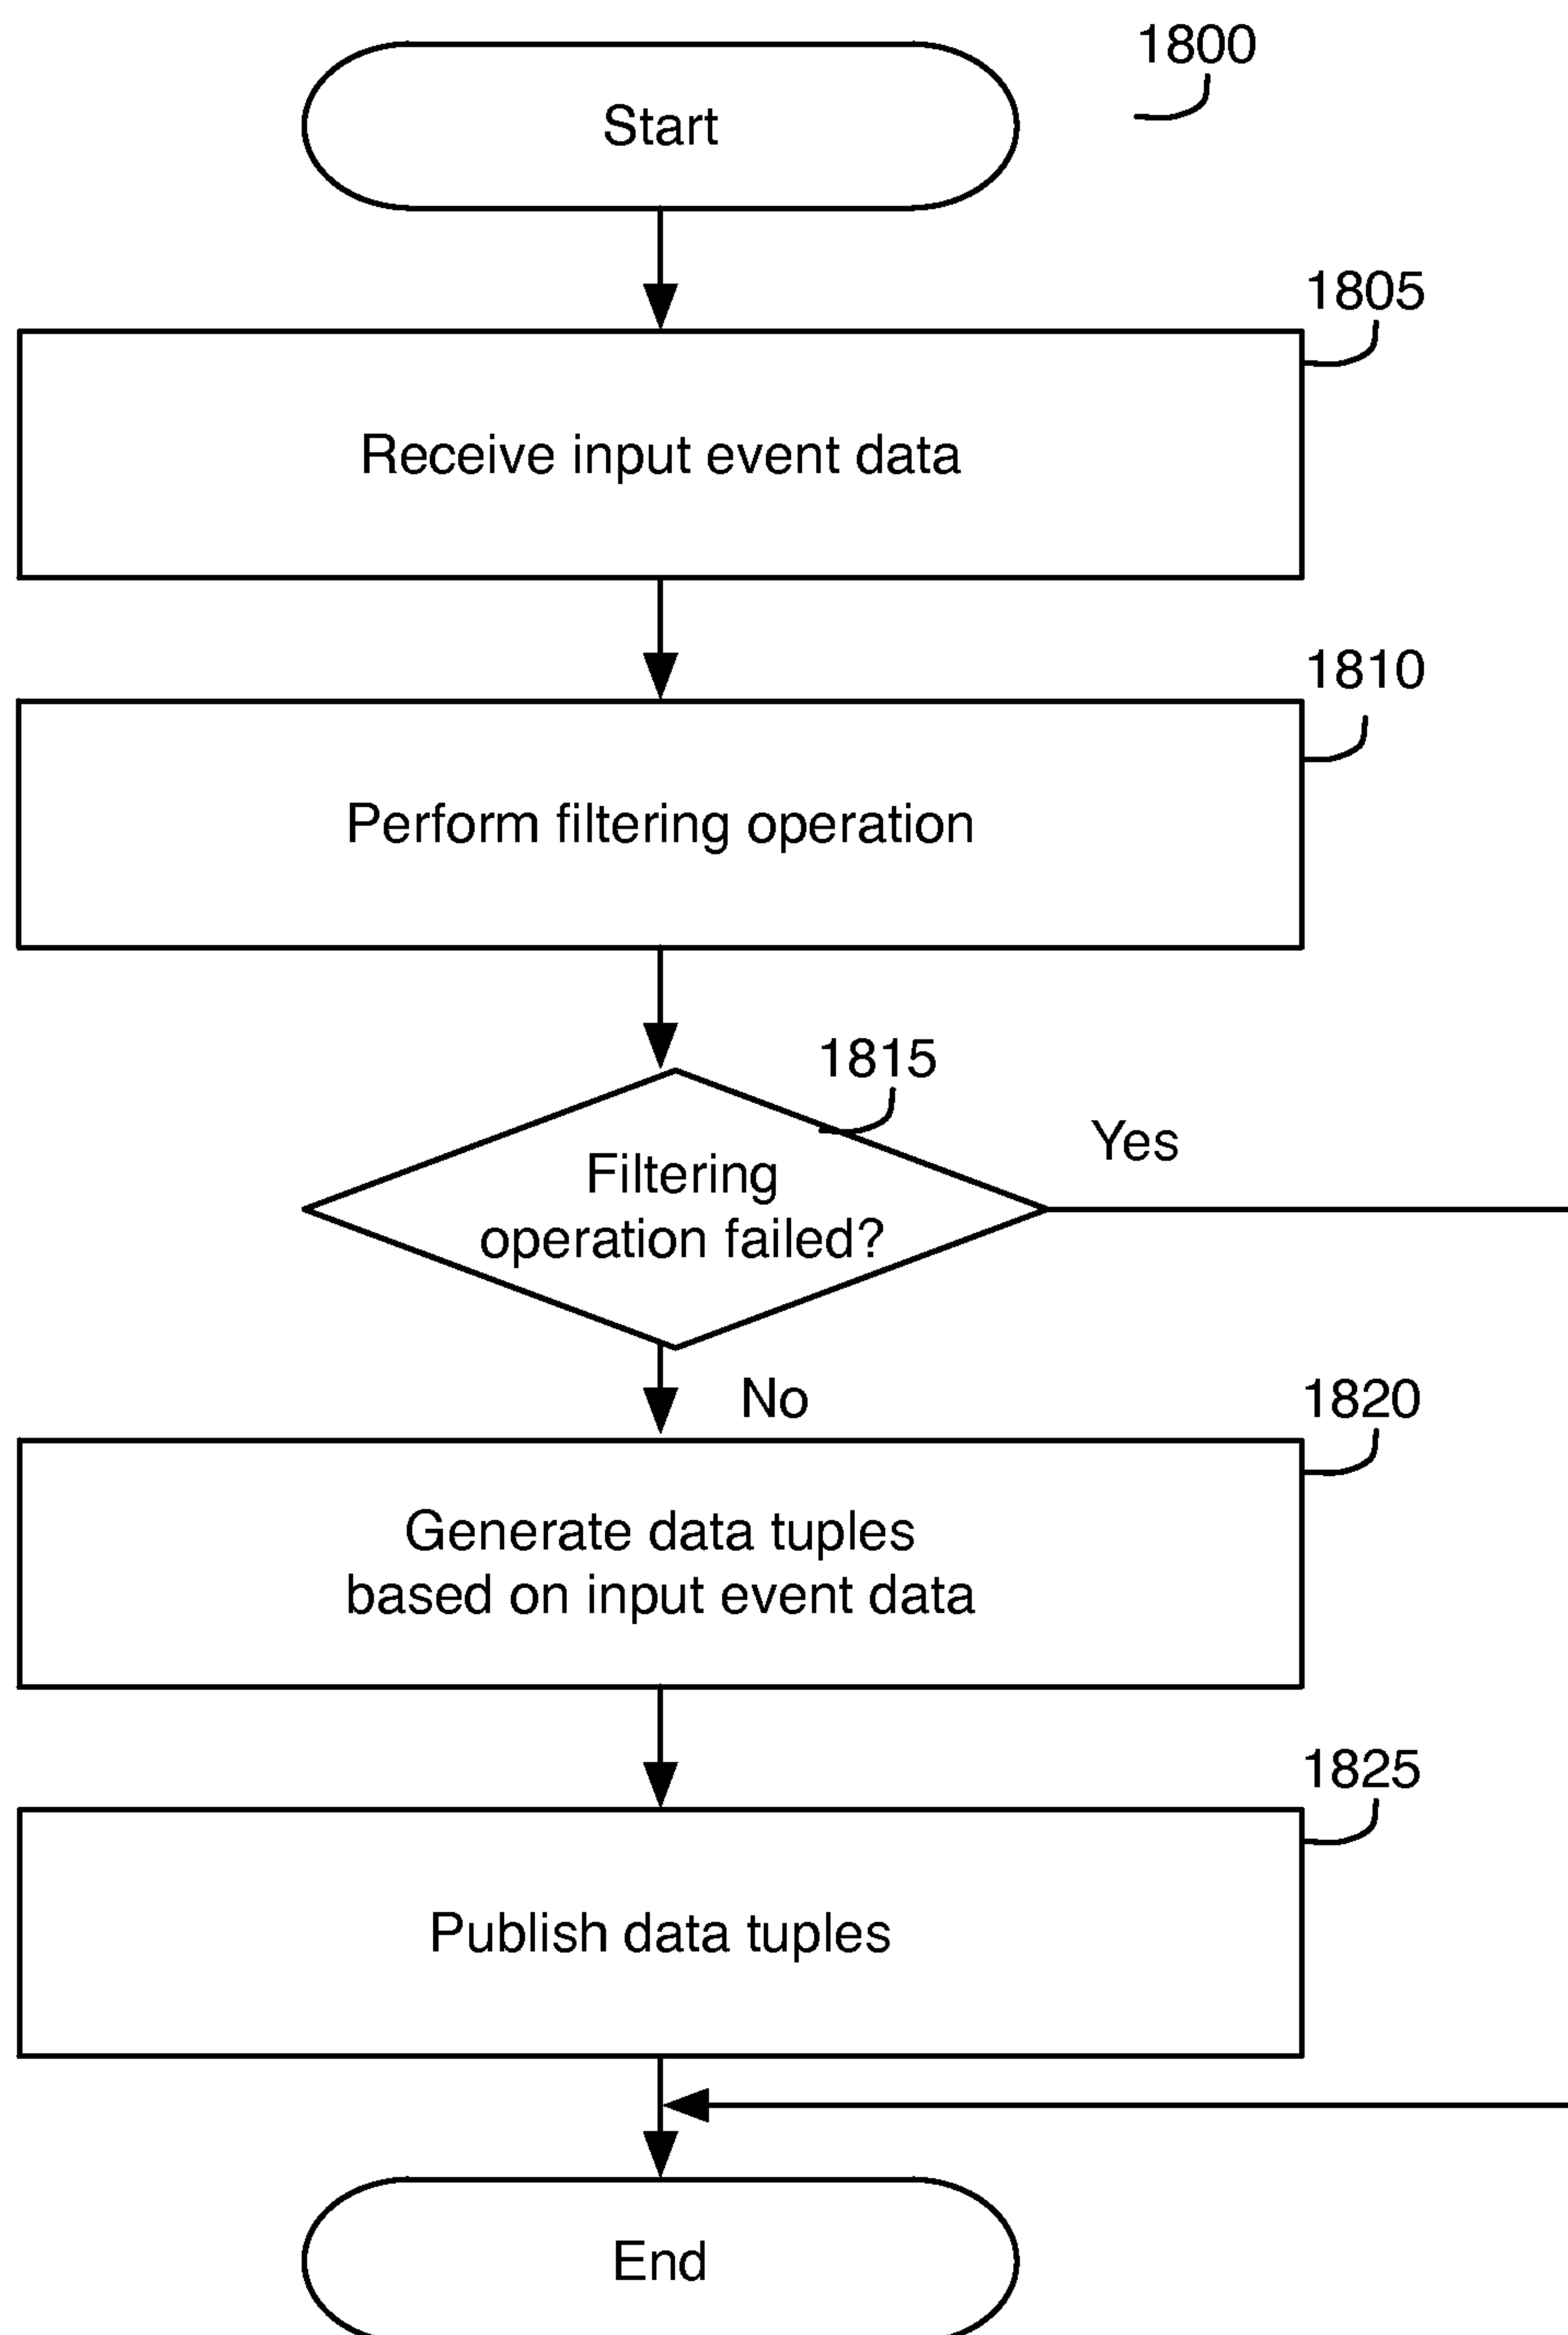 1800
Start
1805
Receive input event data
1810
Perform filtering operation
1815
Yes
Filtering
operation failed?
No
1820
Generate data tuples
based on input event data
1825
Publish data tuples
End